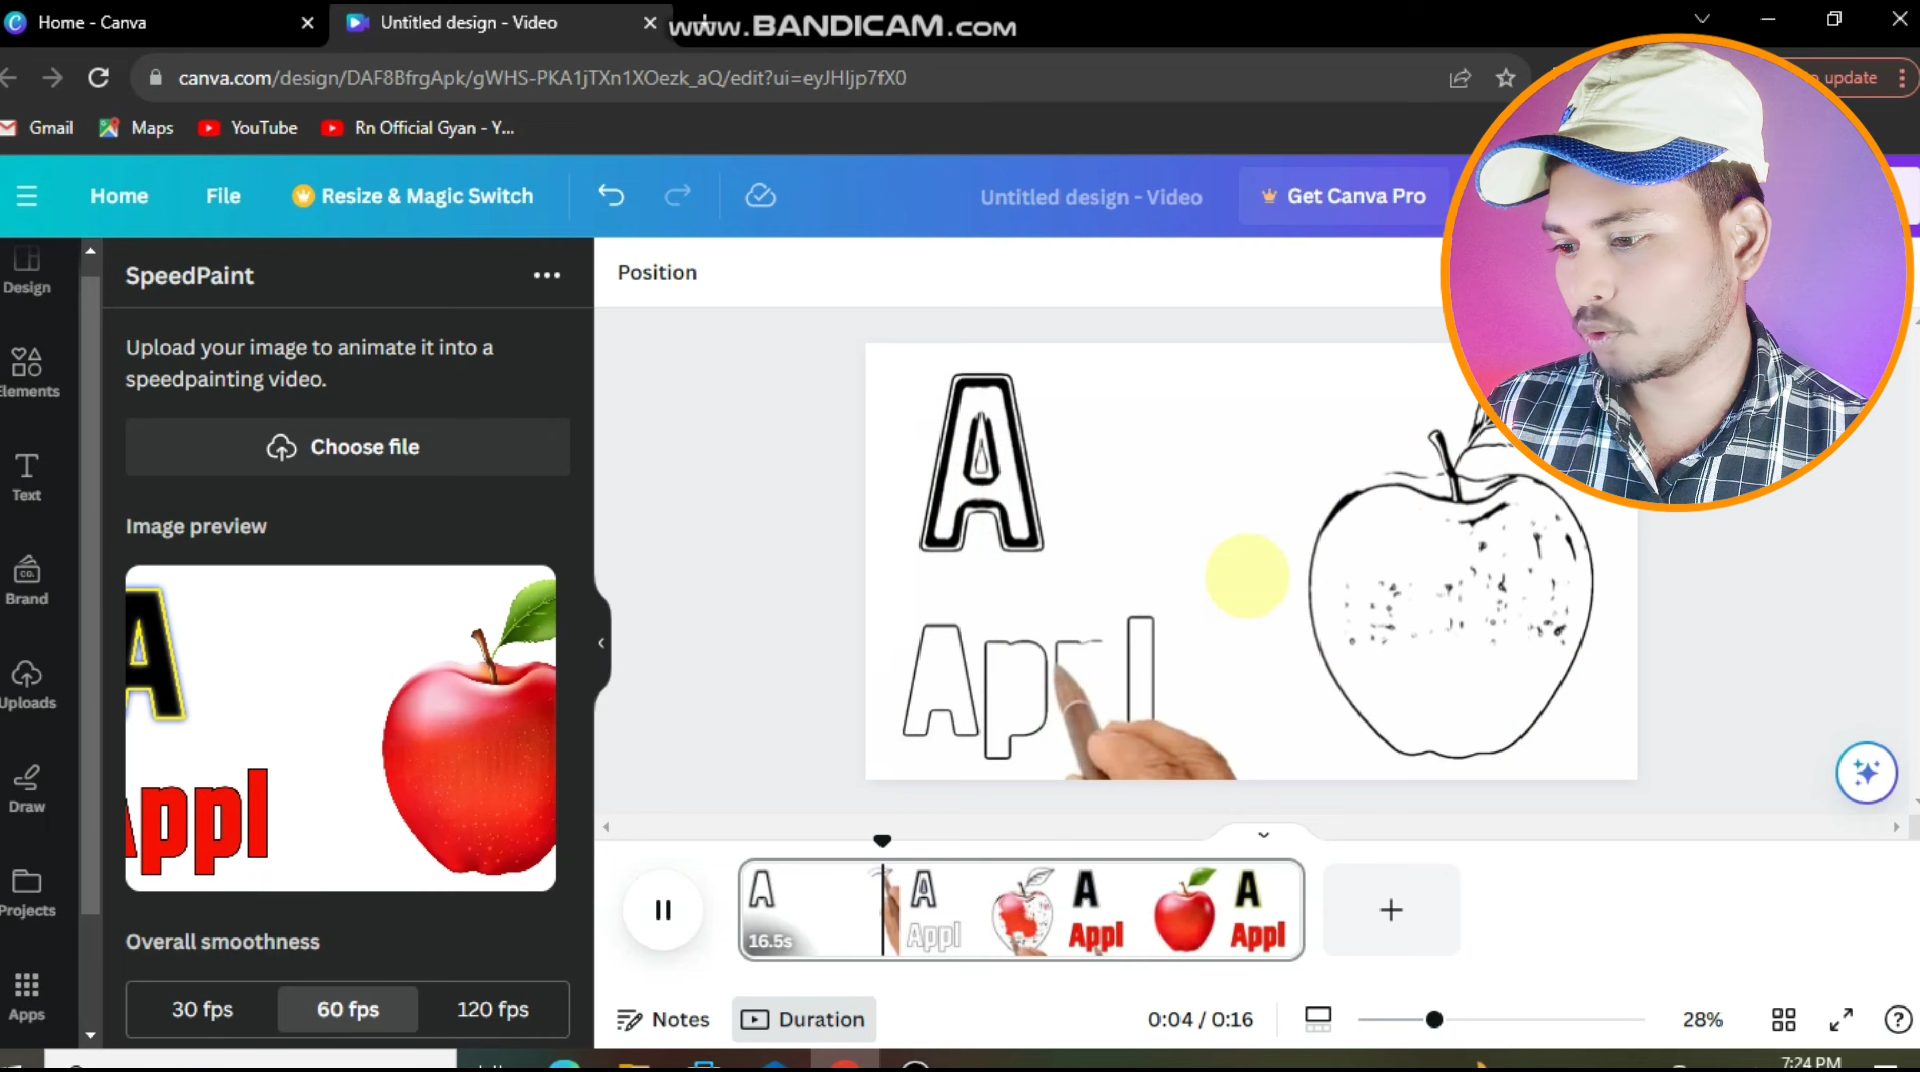 Home - Canva
Untitled design - Video
www.BANDICAM.com
canva.com/design/DAF8BfrgApk/gWHS-PKA1jTXn1XOezk_aQ/edit?ui=eyJHIjp7fX0
update
Gmail
Maps
YouTube
Rn Official Gyan - Y...
Home
File
Resize & Magic Switch
Untitled design - Video
Get Canva Pro
Design
Elements
Text
Brand
Uploads
Draw
Projects
Apps
SpeedPaint
Upload your image to animate it into a
speedpainting video.
Choose file
Image preview
A
Appl
Overall smoothness
30 fps
60 fps
120 fps
Position
A
Appl
16.5s
A
A
Appl
A
Appl
A
Appl
Notes
Duration
0:04 / 0:16
28%
7:24 PM